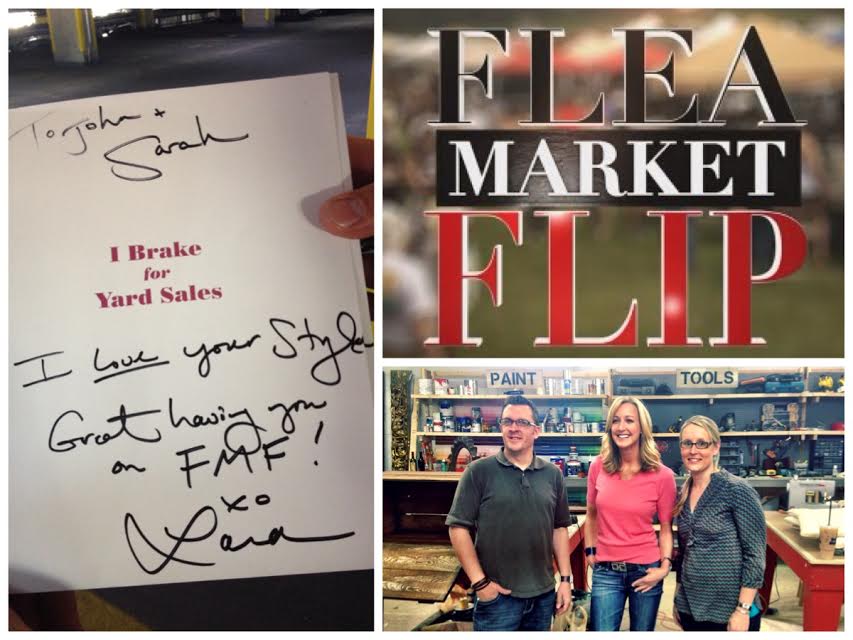 To John +
Sarah
I Brake
for
Yard Sales
I Love your Style
Great having you
on FMF!
xo
Lara
FLEA
MARKET
FLIP
PAINT
TOOLS